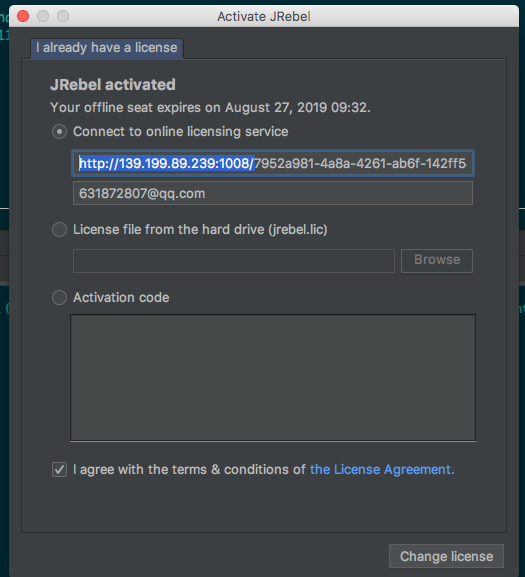 Activate JRebel
I already have a license
JRebel activated
Your offline seat expires on August 27, 2019 09:32.
Connect to online licensing service
http://139.199.89.239:1008/7952a981-4a8a-4261-ab6f-142ff5
631872807@qq.com
License file from the hard drive (jrebel.lic)
Browse
Activation code
I agree with the terms & conditions of the License Agreement.
Change license